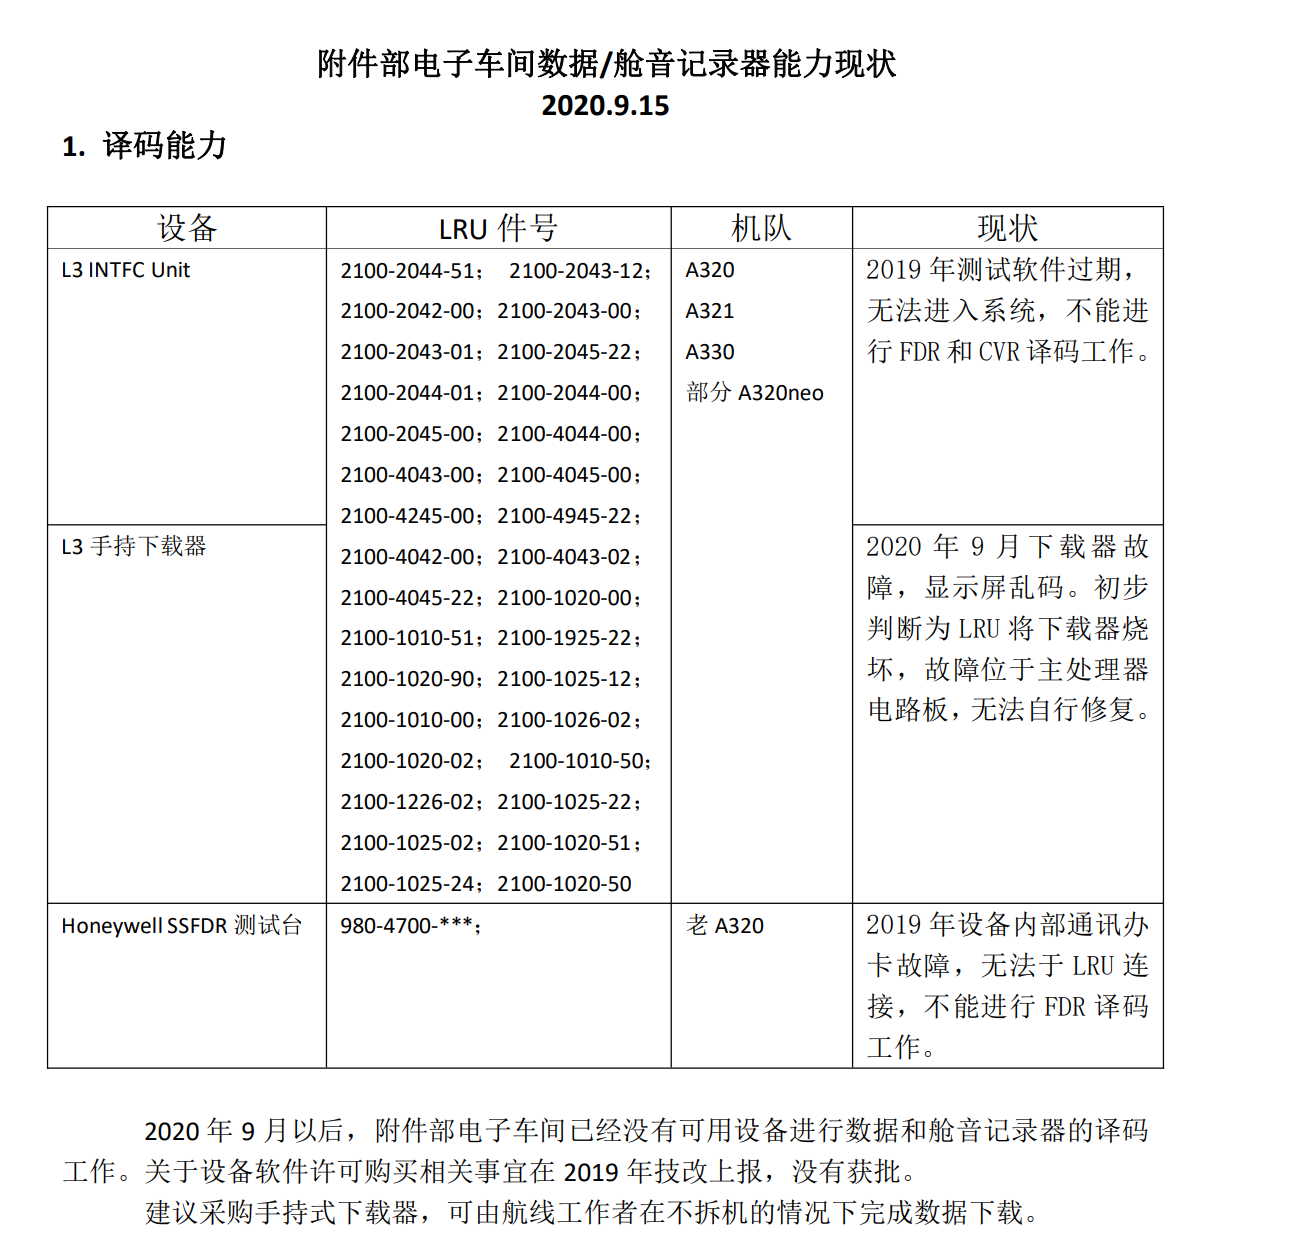 附件部电子车间数据/舱音记录器能力现状
2020.9.15
1. 译码能力
设备 LRU 件号 机队 现状
L3 INTFC Unit
2100-2044-51； 2100-2043-12；
2100-2042-00；2100-2043-00；
2100-2043-01；2100-2045-22；
2100-2044-01；2100-2044-00；
2100-2045-00；2100-4044-00；
2100-4043-00；2100-4045-00；
2100-4245-00；2100-4945-22；
2100-4042-00；2100-4043-02；
2100-4045-22；2100-1020-00；
2100-1010-51；2100-1925-22；
2100-1020-90；2100-1025-12；
2100-1010-00；2100-1026-02；
2100-1020-02； 2100-1010-50；
2100-1226-02；2100-1025-22；
2100-1025-02；2100-1020-51；
2100-1025-24；2100-1020-50
A320
A321
A330
部分 A320neo
2019 年测试软件过期，
无法进入系统，不能进
行 FDR 和 CVR 译码工作。
L3 手持下载器
2020 年 9 月下载器故
障，显示屏乱码。初步
判断为 LRU 将下载器烧
坏，故障位于主处理器
电路板，无法自行修复。
Honeywell SSFDR 测试台
980-4700-***；
老 A320
2019 年设备内部通讯办
卡故障，无法于 LRU 连
接，不能进行 FDR 译码
工作。
2020 年 9 月以后，附件部电子车间已经没有可用设备进行数据和舱音记录器的译码
工作。关于设备软件许可购买相关事宜在 2019 年技改上报，没有获批。
建议采购手持式下载器，可由航线工作者在不拆机的情况下完成数据下载。